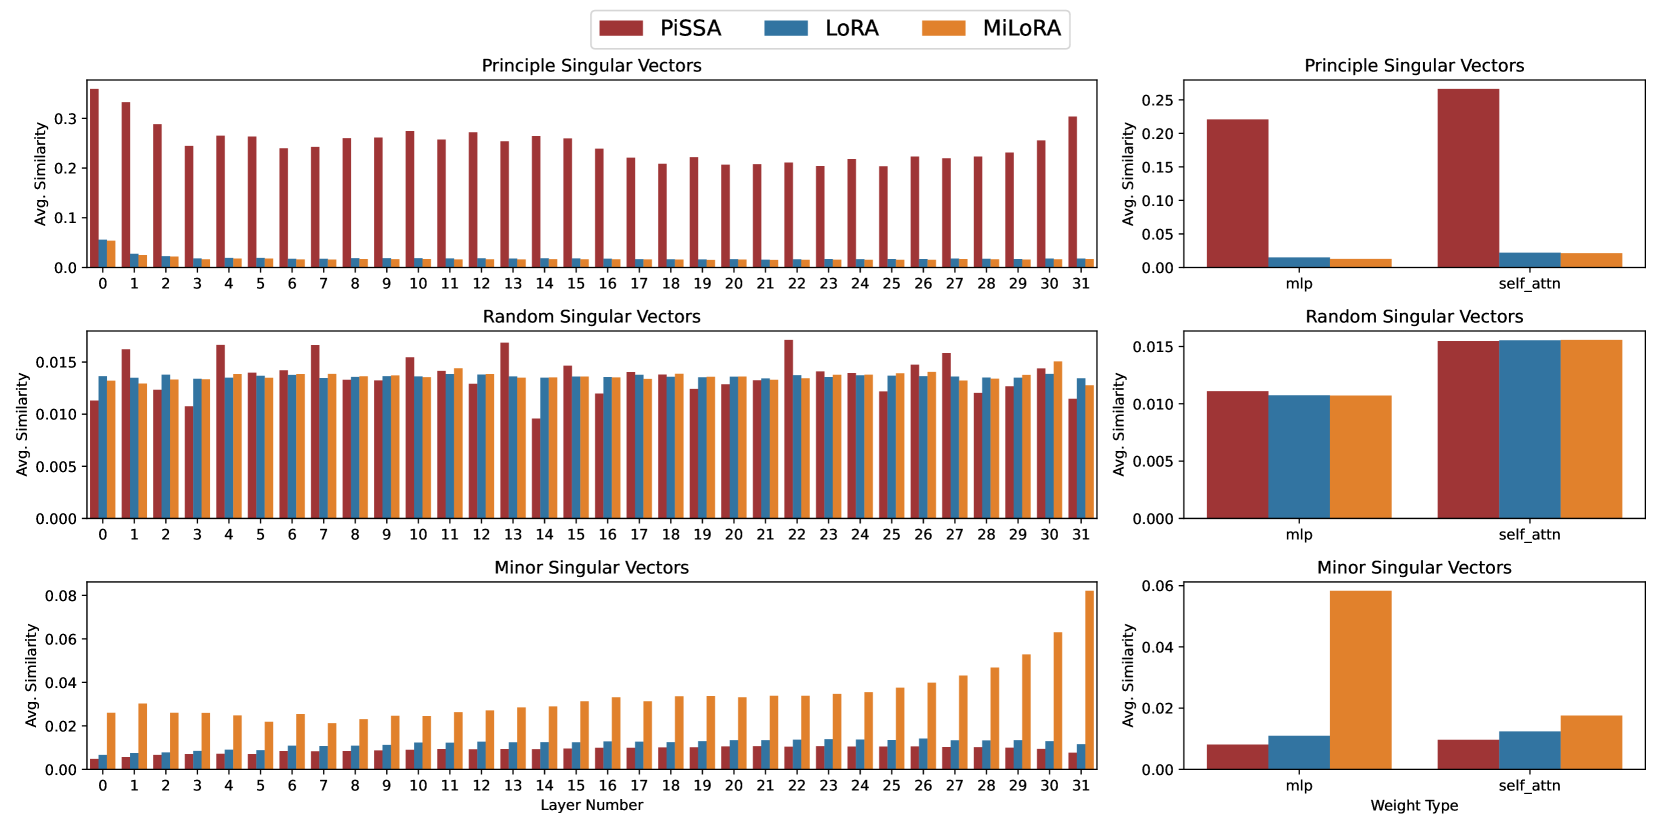 PiSSA LoRA MiLoRA
Principle Singular Vectors
Avg. Similarity
0.3
0.2
0.1
0.0
0 1 2 3 4 5 6 7 8 9 10 11 12 13 14 15 16 17 18 19 20 21 22 23 24 25 26 27 28 29 30 31
Principle Singular Vectors
Avg. Similarity
0.25
0.20
0.15
0.10
0.05
0.00
mlp self_attn
Random Singular Vectors
Avg. Similarity
0.015
0.010
0.005
0.000
0 1 2 3 4 5 6 7 8 9 10 11 12 13 14 15 16 17 18 19 20 21 22 23 24 25 26 27 28 29 30 31
Random Singular Vectors
Avg. Similarity
0.015
0.010
0.005
0.000
mlp self_attn
Minor Singular Vectors
Avg. Similarity
0.08
0.06
0.04
0.02
0.00
0 1 2 3 4 5 6 7 8 9 10 11 12 13 14 15 16 17 18 19 20 21 22 23 24 25 26 27 28 29 30 31
Layer Number
Minor Singular Vectors
Avg. Similarity
0.06
0.04
0.02
0.00
mlp self_attn
Weight Type